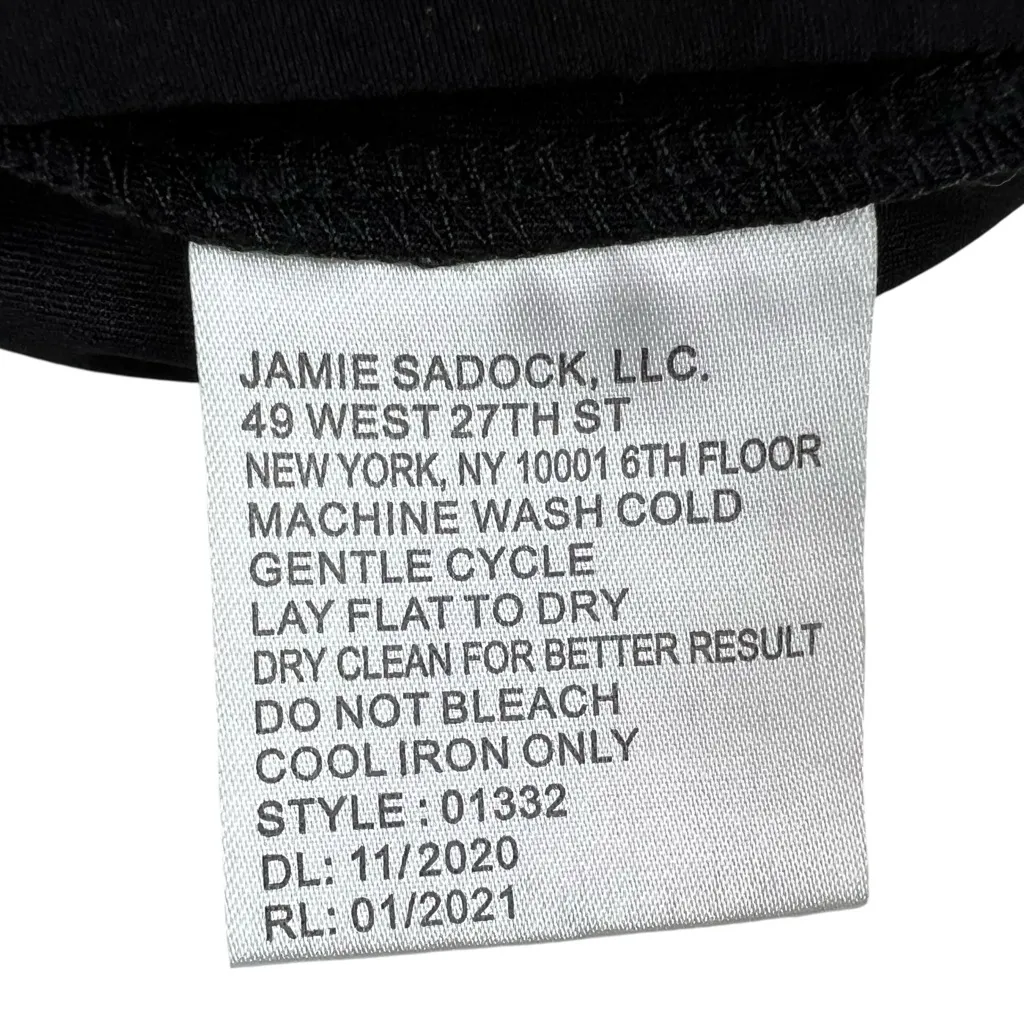 JAMIE SADOCK, LLC.
49 WEST 27TH ST
NEW YORK, NY 10001 6TH FLOOR
MACHINE WASH COLD
GENTLE CYCLE
LAY FLAT TO DRY
DRY CLEAN FOR BETTER RESULT
DO NOT BLEACH
COOL IRON ONLY
STYLE : 01332
DL: 11/2020
RL: 01/2021